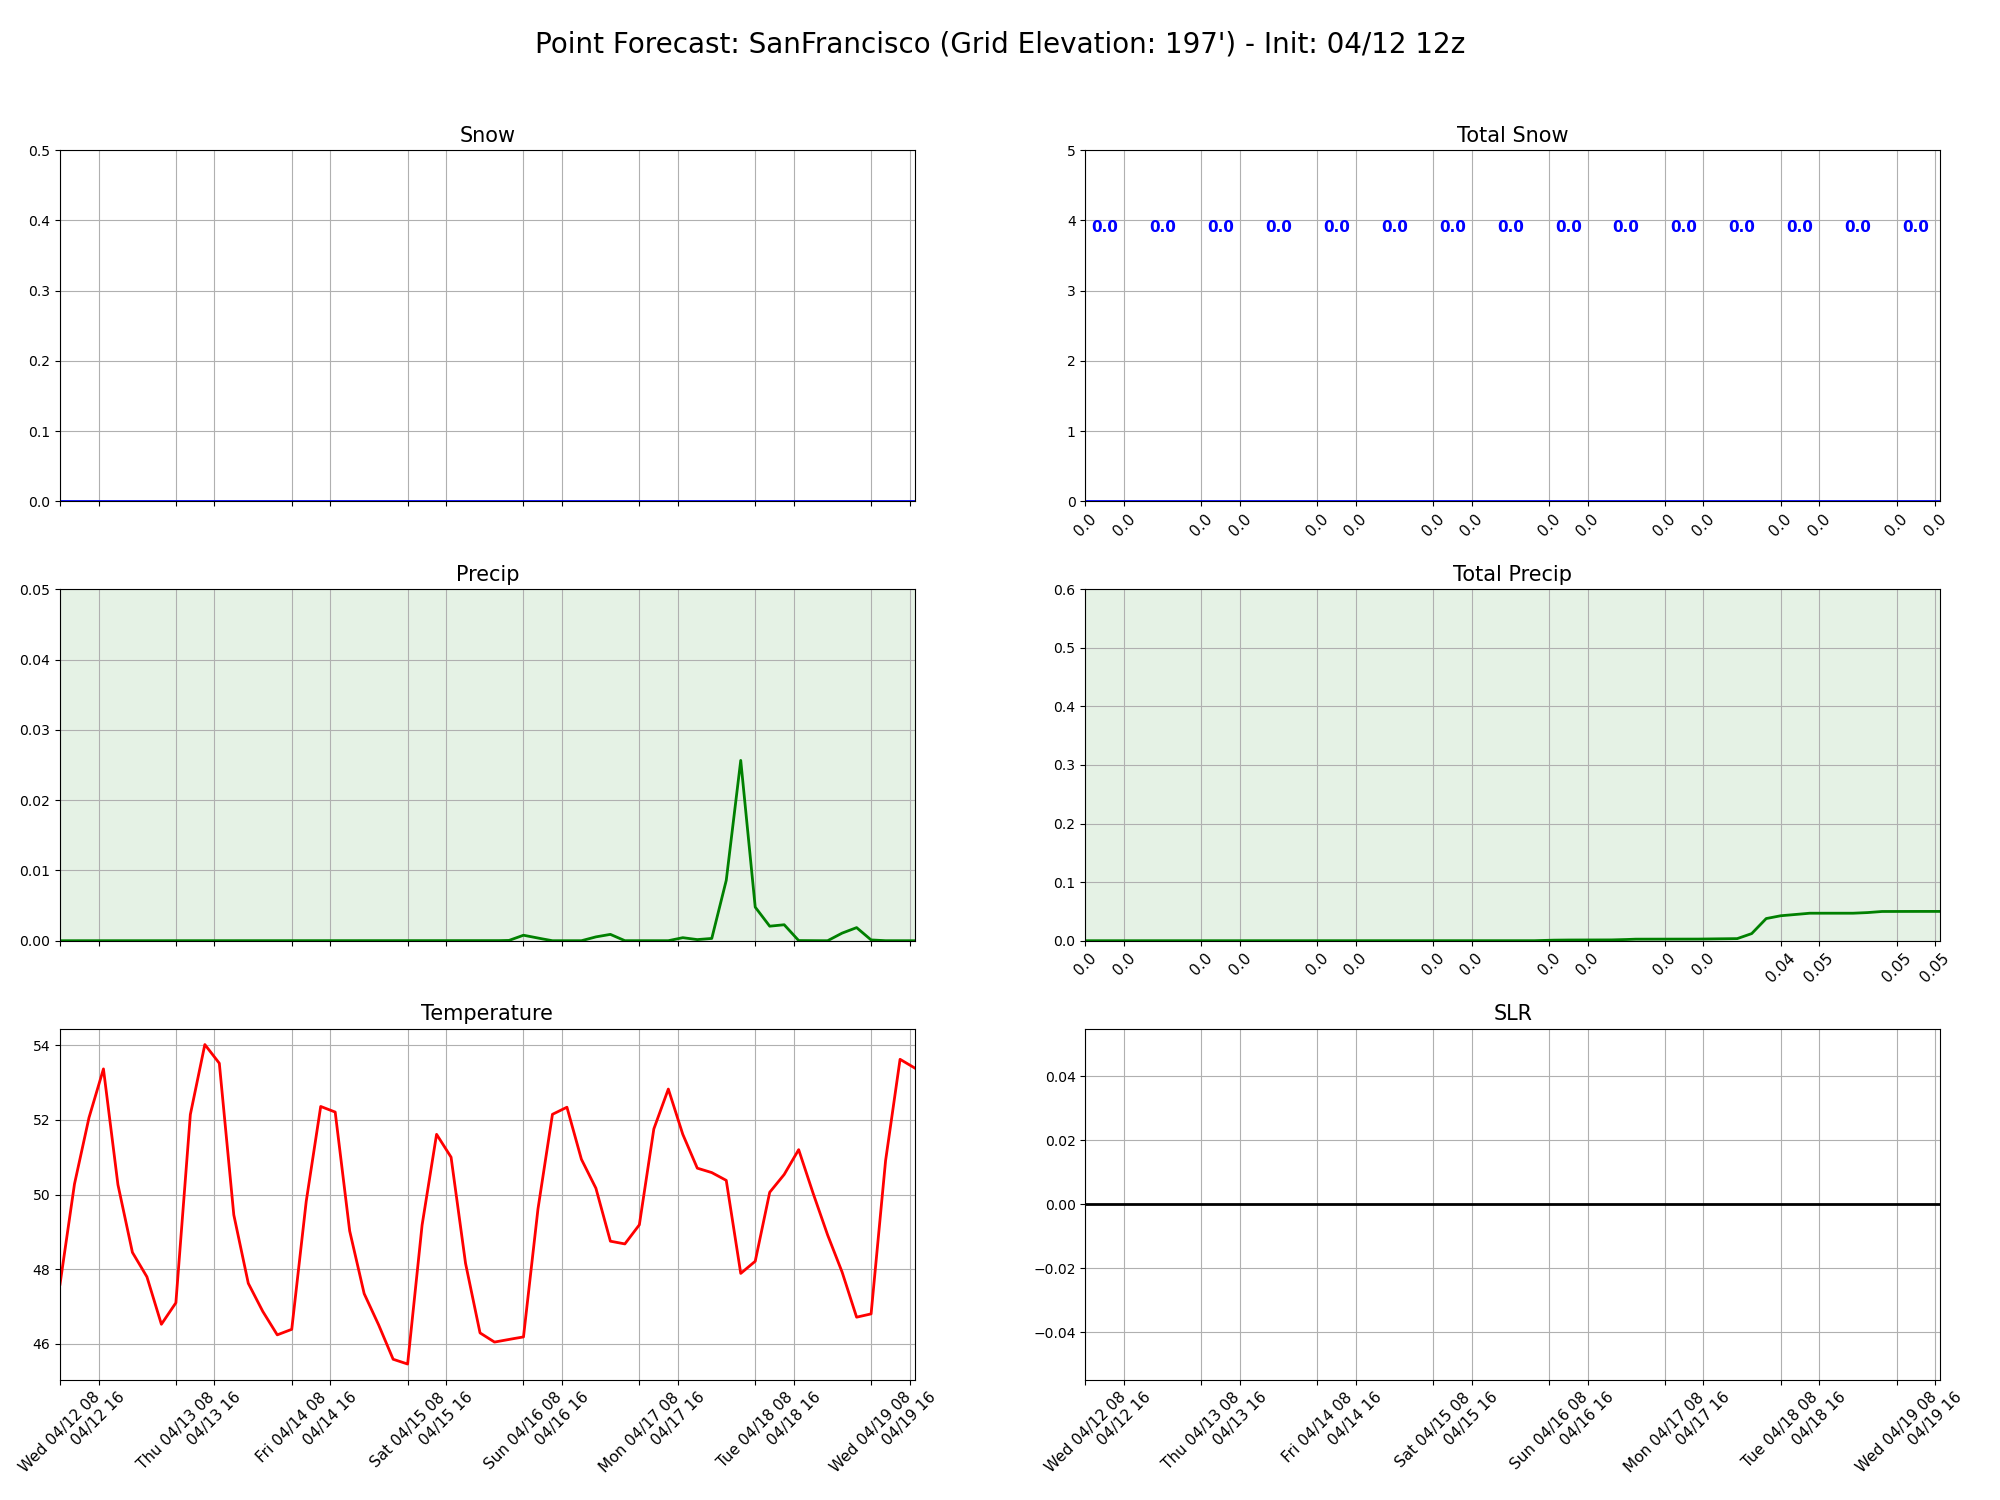 Point Forecast: SanFrancisco (Grid Elevation: 197') - Init: 04/12 12z
Snow
0.5
0.4
0.3
0.2
0.1
0.0
Total Snow
5
4
3
2
1
0
0.0 0.0 0.0 0.0 0.0 0.0 0.0 0.0 0.0 0.0 0.0 0.0 0.0 0.0 0.0
0.0 0.0 0.0 0.0 0.0 0.0 0.0 0.0 0.0 0.0 0.0 0.0 0.0 0.0 0.0 0.0
Precip
0.05
0.04
0.03
0.02
0.01
0.00
Total Precip
0.6
0.5
0.4
0.3
0.2
0.1
0.0
0.0 0.0 0.0 0.0 0.0 0.0 0.0 0.0 0.0 0.0 0.0 0.0 0.04 0.05 0.05 0.05
Temperature
54
52
50
48
46
Wed 04/12 08
04/12 16
Thu 04/13 08
04/13 16
Fri 04/14 08
04/14 16
Sat 04/15 08
04/15 16
Sun 04/16 08
04/16 16
Mon 04/17 08
04/17 16
Tue 04/18 08
04/18 16
Wed 04/19 08
04/19 16
SLR
0.04
0.02
0.00
−0.02
−0.04
Wed 04/12 08
04/12 16
Thu 04/13 08
04/13 16
Fri 04/14 08
04/14 16
Sat 04/15 08
04/15 16
Sun 04/16 08
04/16 16
Mon 04/17 08
04/17 16
Tue 04/18 08
04/18 16
Wed 04/19 08
04/19 16